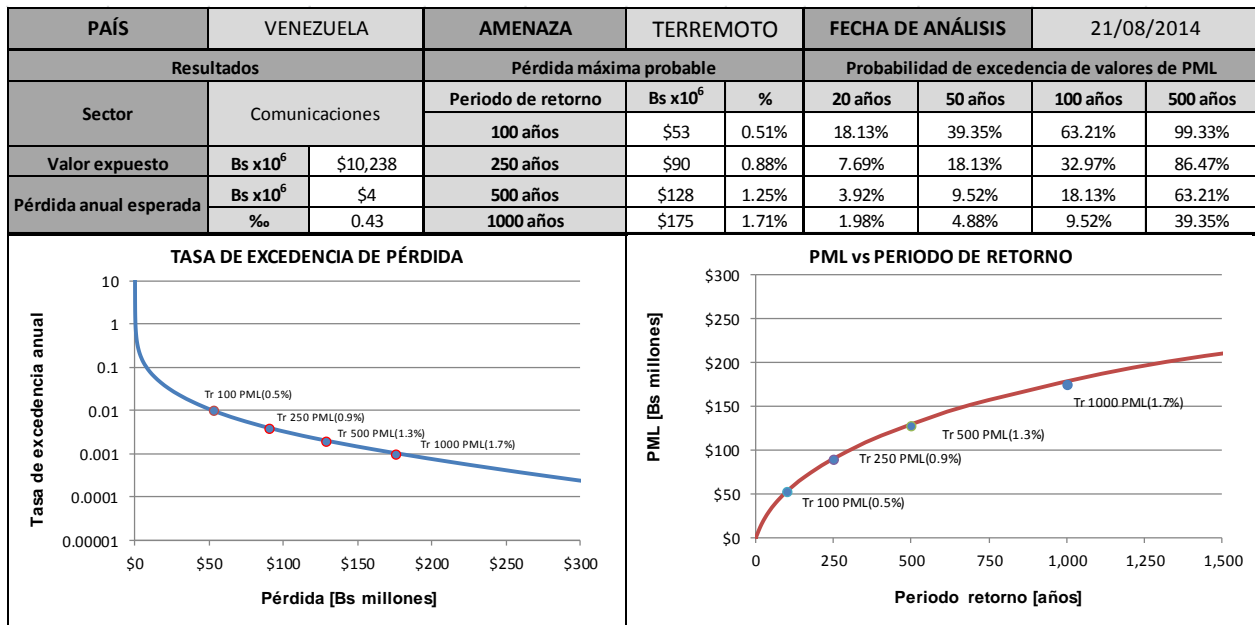 PAÍS VENEZUELA AMENAZA TERREMOTO FECHA DE ANÁLISIS 21/08/2014
Resultados Pérdida máxima probable Probabilidad de excedencia de valores de PML
Sector Comunicaciones Periodo de retorno Bs x10⁶ % 20 años 50 años 100 años 500 años
100 años $53 0.51% 18.13% 39.35% 63.21% 99.33%
Valor expuesto Bs x10⁶ $10,238 250 años $90 0.88% 7.69% 18.13% 32.97% 86.47%
Pérdida anual esperada Bs x10⁶ $4 500 años $128 1.25% 3.92% 9.52% 18.13% 63.21%
‰ 0.43 1000 años $175 1.71% 1.98% 4.88% 9.52% 39.35%
TASA DE EXCEDENCIA DE PÉRDIDA
Tasa de excedencia anual
10
1
0.1
0.01
0.001
0.0001
0.00001
Tr 100 PML(0.5%)
Tr 250 PML(0.9%)
Tr 500 PML(1.3%)
Tr 1000 PML(1.7%)
$0 $50 $100 $150 $200 $250 $300
Pérdida [Bs millones]
PML vs PERIODO DE RETORNO
PML [Bs millones]
$300
$250
$200
$150
$100
$50
$0
Tr 1000 PML(1.7%)
Tr 500 PML(1.3%)
Tr 250 PML(0.9%)
Tr 100 PML(0.5%)
0 250 500 750 1,000 1,250 1,500
Periodo retorno [años]